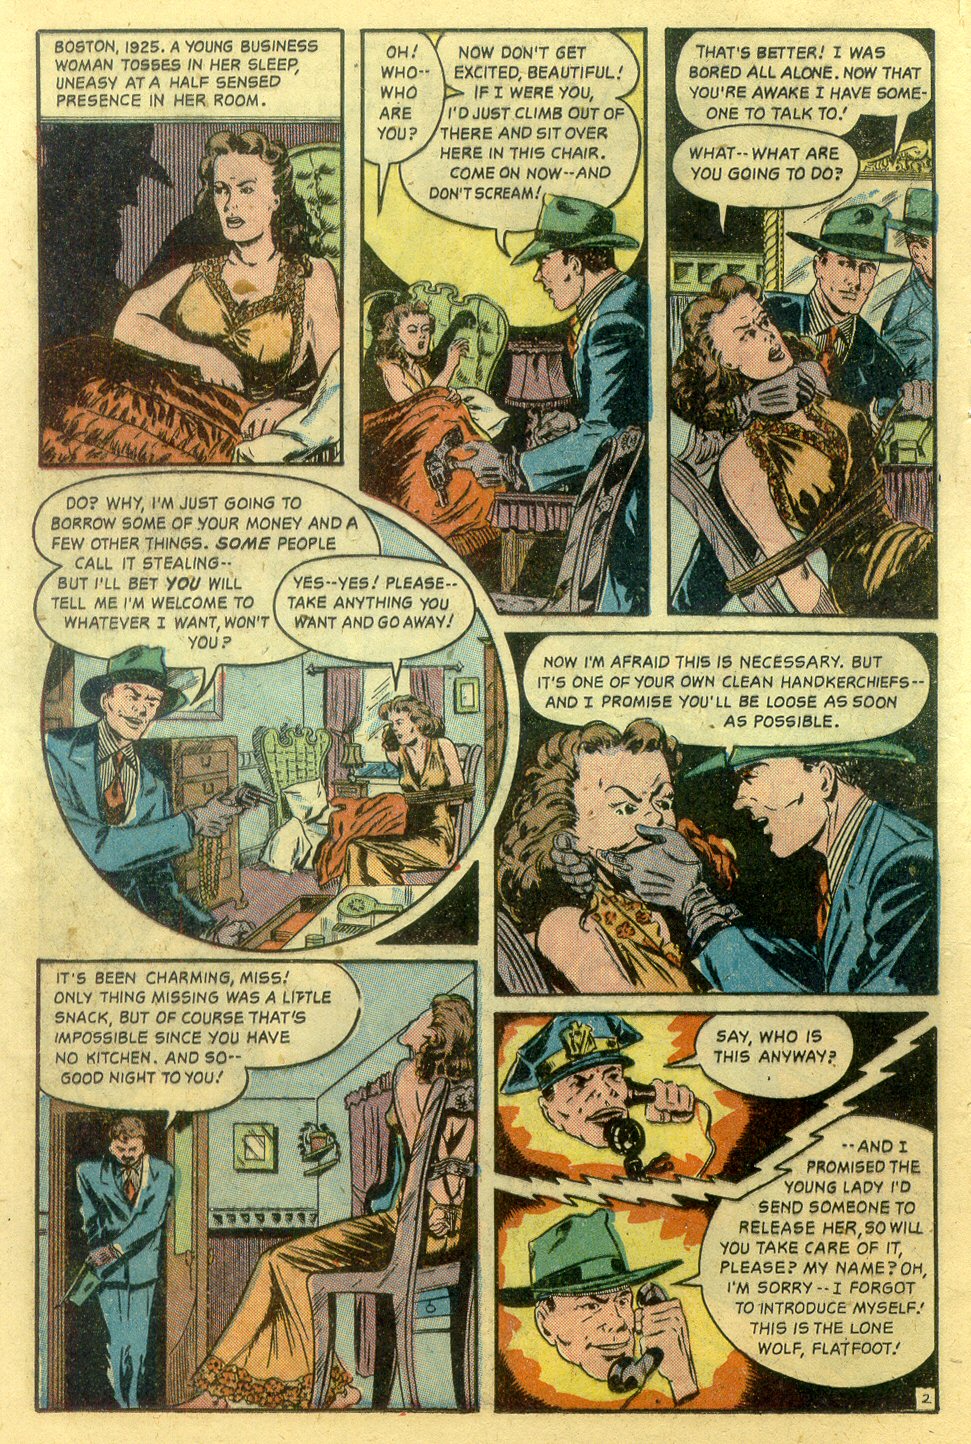 BOSTON, 1925. A YOUNG BUSINESS
WOMAN TOSSES IN HER SLEEP,
UNEASY AT A HALF SENSED
PRESENCE IN HER ROOM.
OH!
WHO--
WHO
ARE
YOU?
NOW DON'T GET
EXCITED, BEAUTIFUL!
IF I WERE YOU,
I'D JUST CLIMB OUT OF
THERE AND SIT OVER
HERE IN THIS CHAIR.
COME ON NOW--AND
DON'T SCREAM!
THAT'S BETTER! I WAS
BORED ALL ALONE. NOW THAT
YOU'RE AWAKE I HAVE SOME-
ONE TO TALK TO!
WHAT--WHAT ARE
YOU GOING TO DO?
DO? WHY, I'M JUST GOING TO
BORROW SOME OF YOUR MONEY AND A
FEW OTHER THINGS. SOME PEOPLE
CALL IT STEALING--
BUT I'LL BET YOU WILL
TELL ME I'M WELCOME TO
WHATEVER I WANT, WON'T
YOU?
YES--YES! PLEASE--
TAKE ANYTHING YOU
WANT AND GO AWAY!
NOW I'M AFRAID THIS IS NECESSARY. BUT
IT'S ONE OF YOUR OWN CLEAN HANDKERCHIEFS--
AND I PROMISE YOU'LL BE LOOSE AS SOON
AS POSSIBLE.
IT'S BEEN CHARMING, MISS!
ONLY THING MISSING WAS A LITTLE
SNACK, BUT OF COURSE THAT'S
IMPOSSIBLE SINCE YOU HAVE
NO KITCHEN. AND SO--
GOOD NIGHT TO YOU!
SAY, WHO IS
THIS ANYWAY?
--AND I
PROMISED THE
YOUNG LADY I'D
SEND SOMEONE TO
RELEASE HER, SO WILL
YOU TAKE CARE OF IT,
PLEASE? MY NAME? OH,
I'M SORRY--I FORGOT
TO INTRODUCE MYSELF!
THIS IS THE LONE
WOLF, FLATFOOT!
2